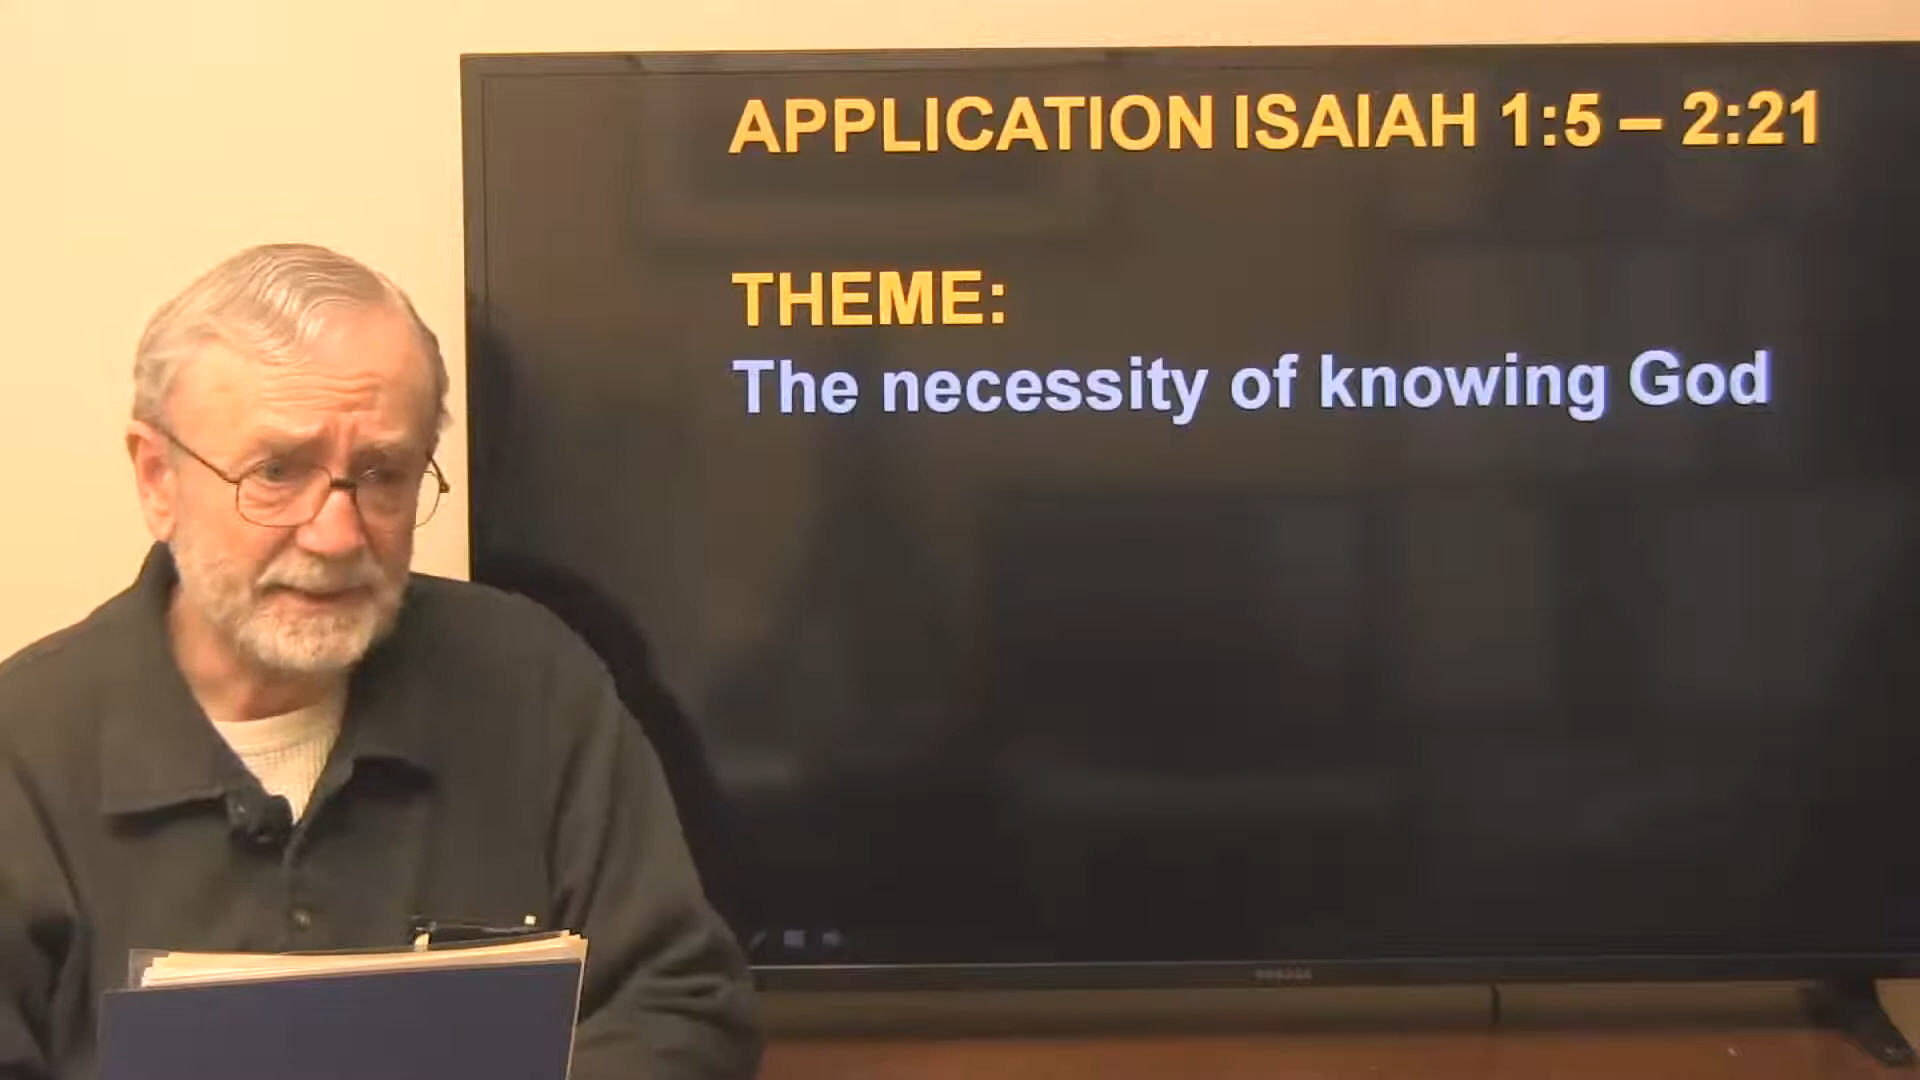 APPLICATION ISAIAH 1:5 – 2:21
THEME:
The necessity of knowing God